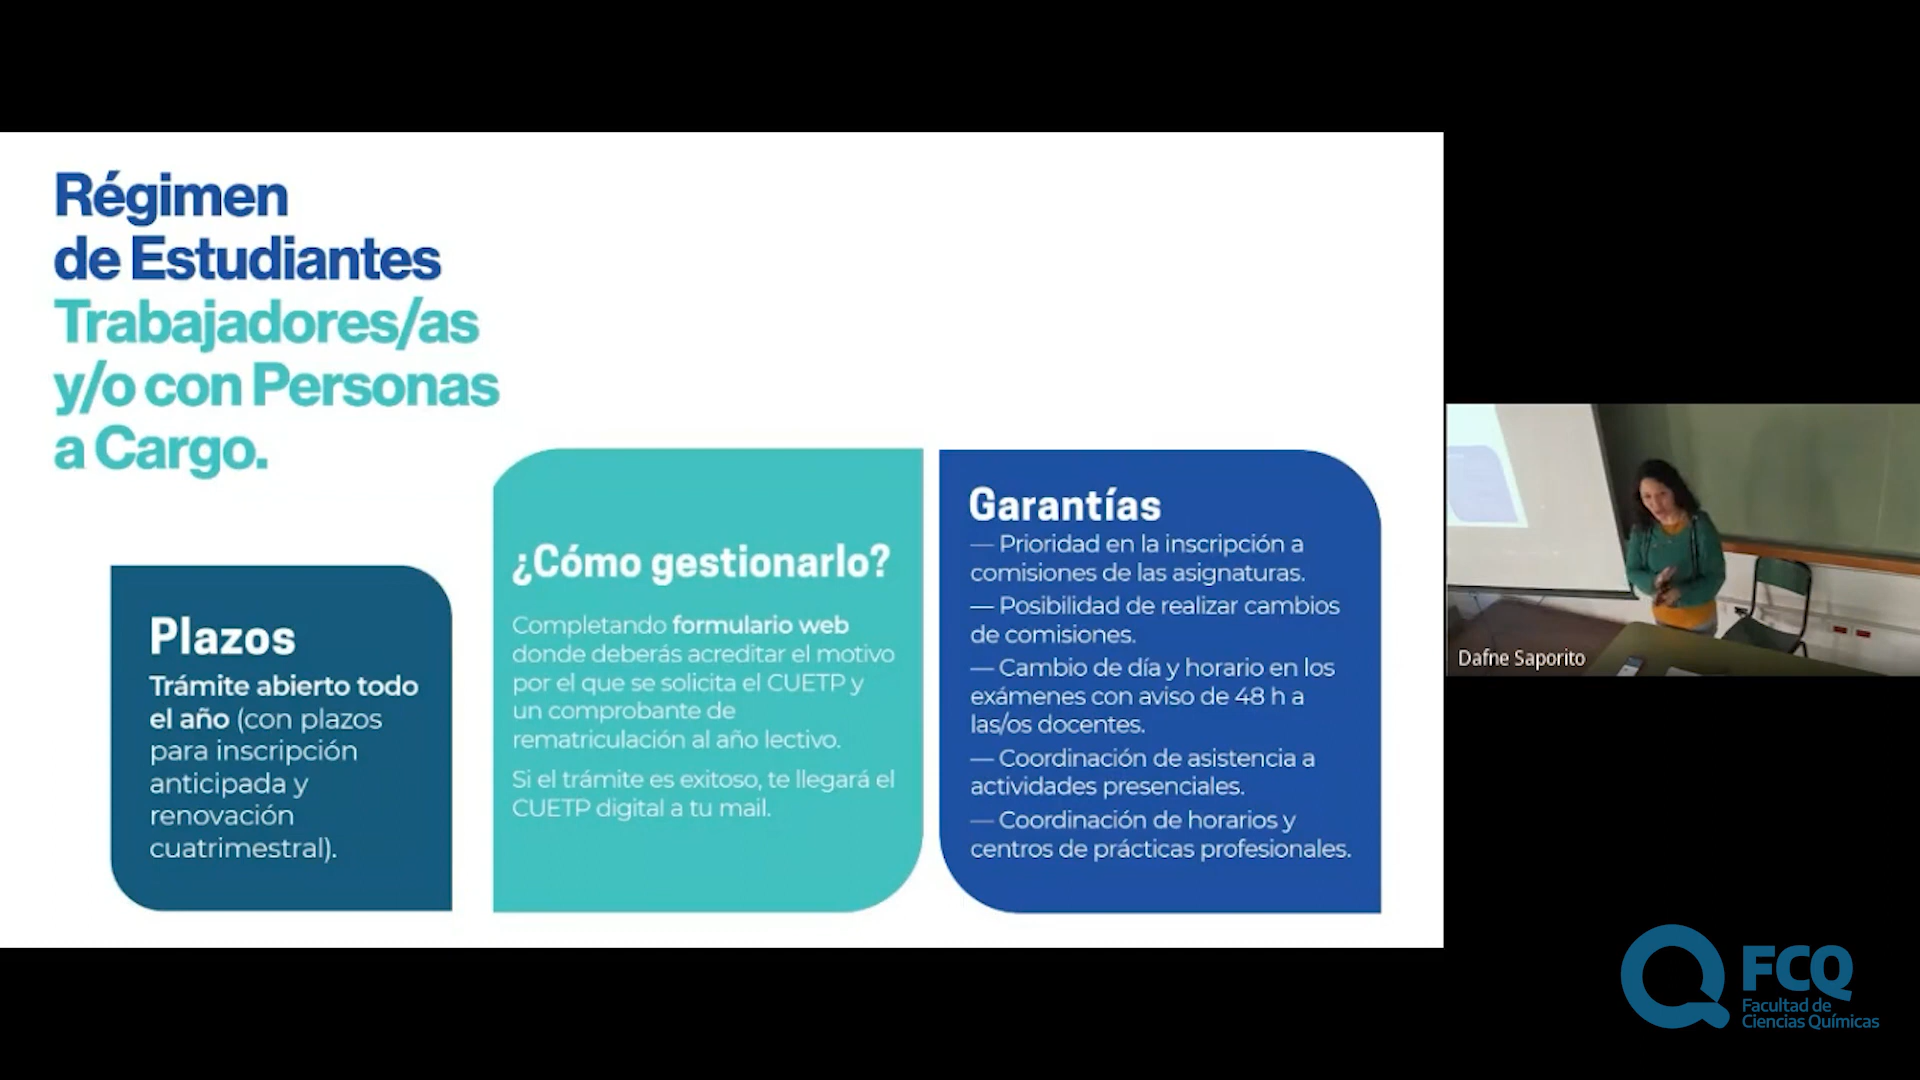 Régimen
de Estudiantes
Trabajadores/as
y/o con Personas
a Cargo.
Plazos
Trámite abierto todo
el año (con plazos
para inscripción
anticipada y
renovación
cuatrimestral).
¿Cómo gestionarlo?
Completando formulario web
donde deberás acreditar el motivo
por el que se solicita el CUETP y
un comprobante de
rematriculación al año lectivo.
Si el trámite es exitoso, te llegará el
CUETP digital a tu mail.
Garantías
— Prioridad en la inscripción a
comisiones de las asignaturas.
— Posibilidad de realizar cambios
de comisiones.
— Cambio de día y horario en los
exámenes con aviso de 48 h a
las/os docentes.
— Coordinación de asistencia a
actividades presenciales.
— Coordinación de horarios y
centros de prácticas profesionales.
Dafne Saporito
FCQ
Facultad de
Ciencias Químicas